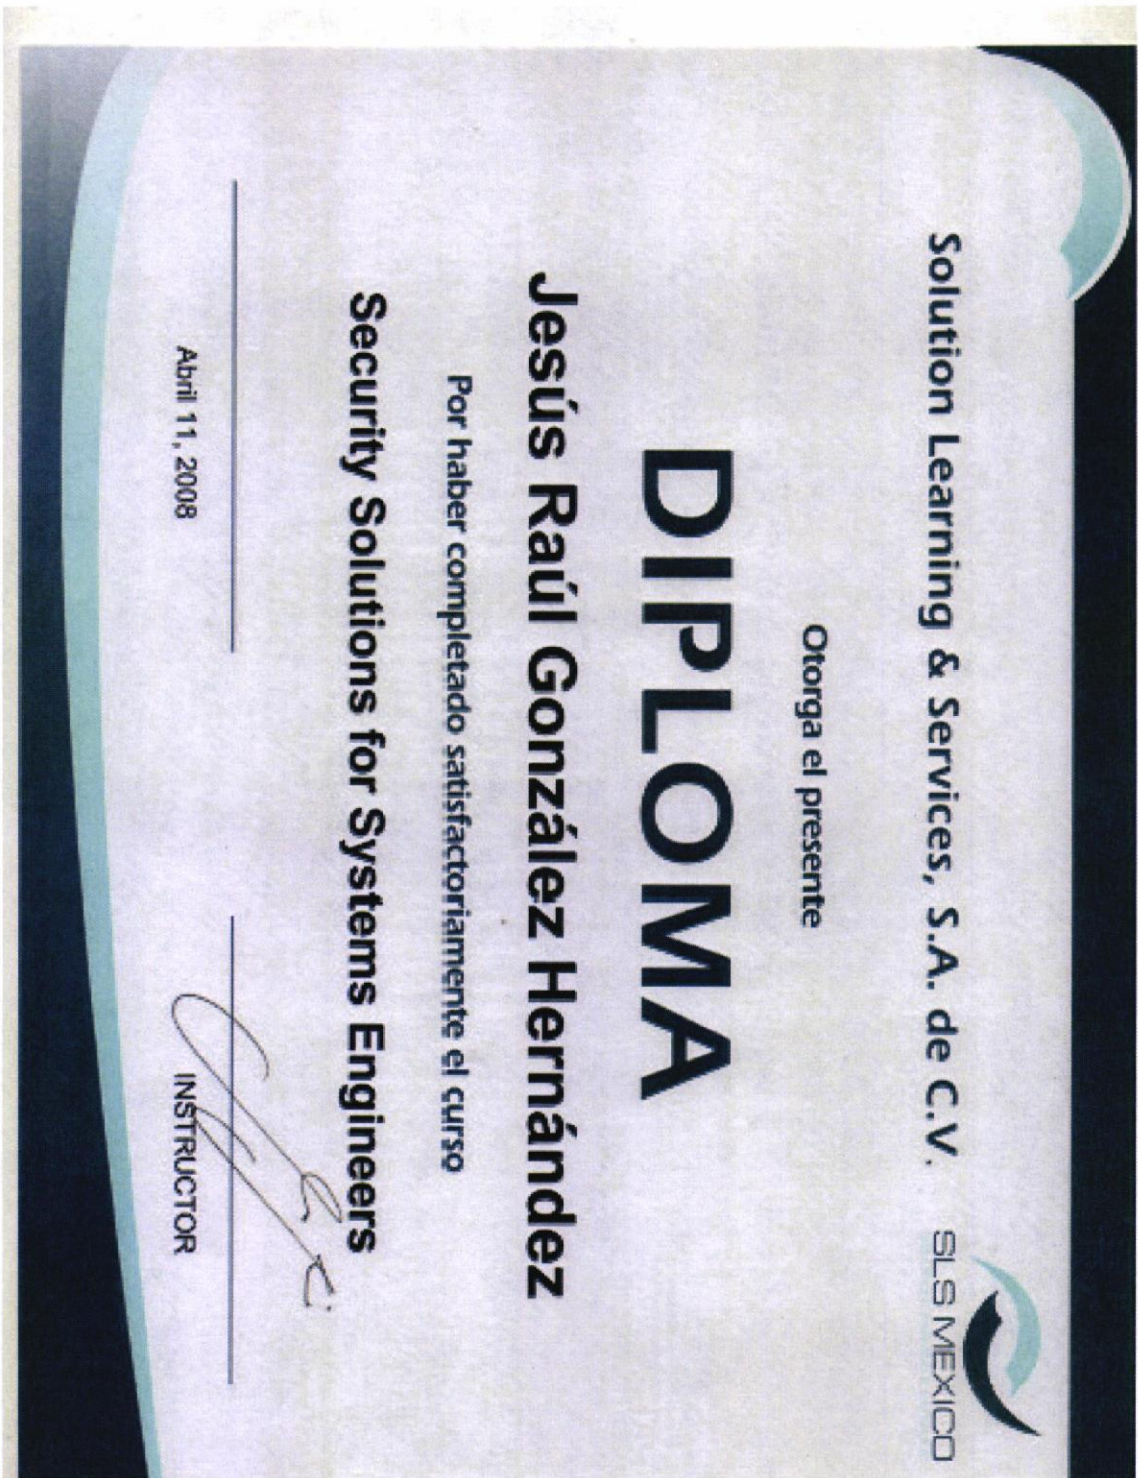 Solution Learning & Services, S.A. de C.V.
SLS MEXICO
Otorga el presente
DIPLOMA
Jesús Raúl González Hernández
Por haber completado satisfactoriamente el curso
Security Solutions for Systems Engineers
Abril 11, 2008
INSTRUCTOR